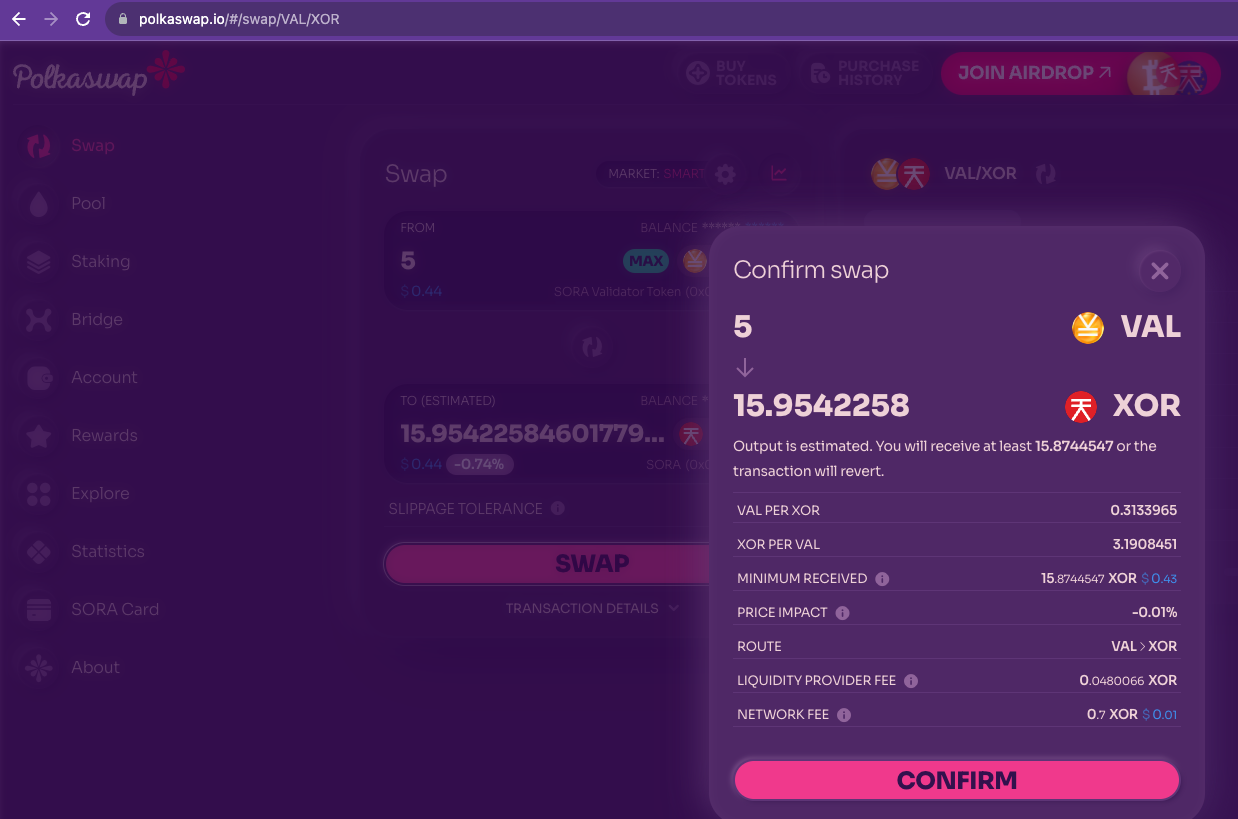 polkaswap.io/#/swap/VAL/XOR
Polkaswap
BUY
TOKENS
PURCHASE
HISTORY
JOIN AIRDROP
Swap
Pool
Staking
Bridge
Account
Rewards
Explore
Statistics
SORA Card
About
Swap
MARKET: SMART
FROM
BALANCE ******
5
MAX
$ 0.44
SORA Validator Token (0x0
TO (ESTIMATED)
BALANCE *
15.95422584601779...
$ 0.44 -0.74%
SORA (0x0
SLIPPAGE TOLERANCE
SWAP
TRANSACTION DETAILS
VAL/XOR
Confirm swap
5 VAL
15.9542258 XOR
Output is estimated. You will receive at least 15.8744547 or the
transaction will revert.
VAL PER XOR 0.3133965
XOR PER VAL 3.1908451
MINIMUM RECEIVED 15.8744547 XOR $ 0.43
PRICE IMPACT -0.01%
ROUTE VAL > XOR
LIQUIDITY PROVIDER FEE 0.0480066 XOR
NETWORK FEE 0.7 XOR $ 0.01
CONFIRM